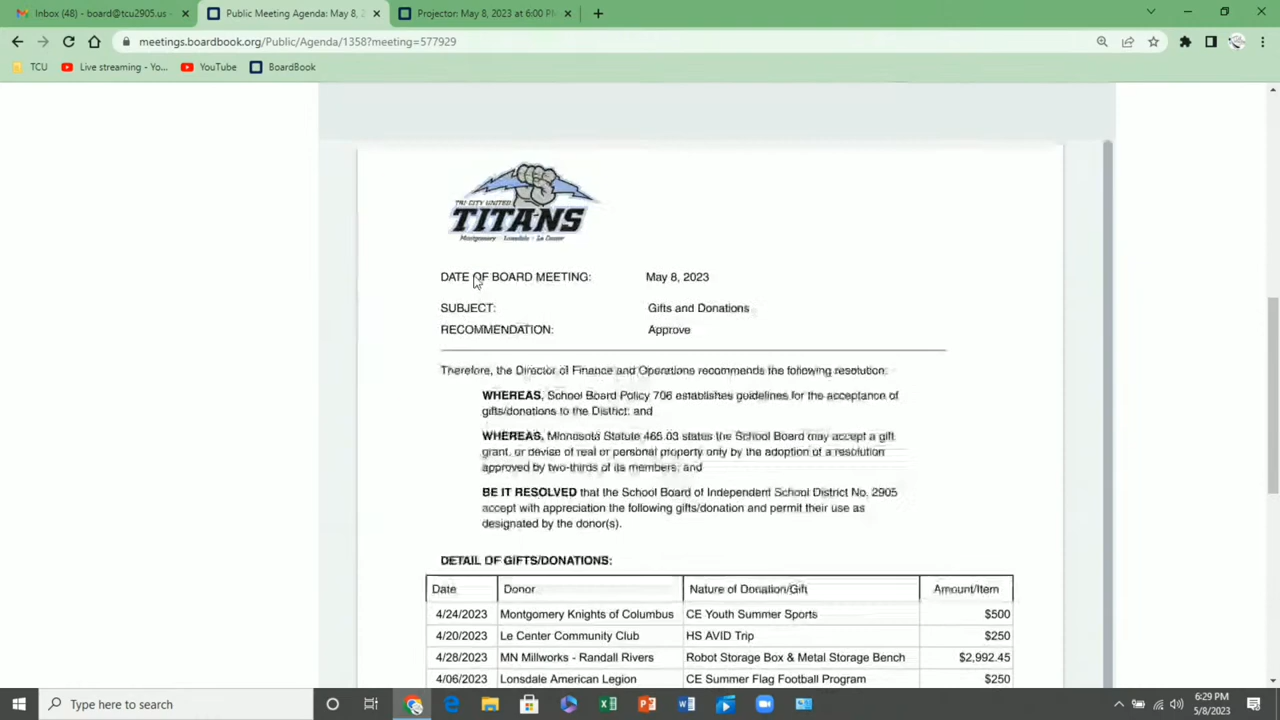 Inbox (0) - board@tcu2905.us -
Public Meeting Agenda: May 8, 2
Projector: May 8, 2023 at 6:00 PM
meetings.boardbook.org/Public/Agenda/1358?meeting=577929
TCU
Live streaming - Yo...
YouTube
BoardBook
TRI CITY UNITED
TITANS
Montgomery Lonsdale Le Center
DATE OF BOARD MEETING: May 8, 2023
SUBJECT: Gifts and Donations
RECOMMENDATION: Approve
Therefore, the Director of Finance and Operations recommends the following resolution:
WHEREAS, School Board Policy 706 establishes guidelines for the acceptance of
gifts/donations to the District; and
WHEREAS, Minnesota Statute 465.03 states the School Board may accept a gift,
grant, or devise of real or personal property only by the adoption of a resolution
approved by two-thirds of its members; and
BE IT RESOLVED that the School Board of Independent School District No. 2905
accept with appreciation the following gifts/donation and permit their use as
designated by the donor(s).
DETAIL OF GIFTS/DONATIONS:
Date Donor Nature of Donation/Gift Amount/Item
4/24/2023 Montgomery Knights of Columbus CE Youth Summer Sports $500
4/20/2023 Le Center Community Club HS AVID Trip $250
4/28/2023 MN Millworks - Randall Rivers Robot Storage Box & Metal Storage Bench $2,992.45
4/06/2023 Lonsdale American Legion CE Summer Flag Football Program $250
Type here to search
6:29 PM
5/8/2023